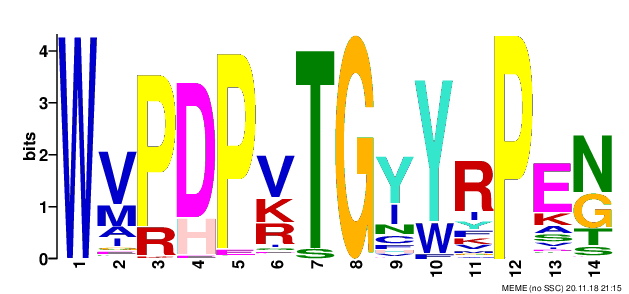 4
3
2
1
0
bits
W V P D P V T G Y Y R P E N
M R H K I W Y K G
A R N K A T
I C E V S S
1 2 3 4 5 6 7 8 9 10 11 12 13 14
MEME (no SSC) 20.11.18 21:15